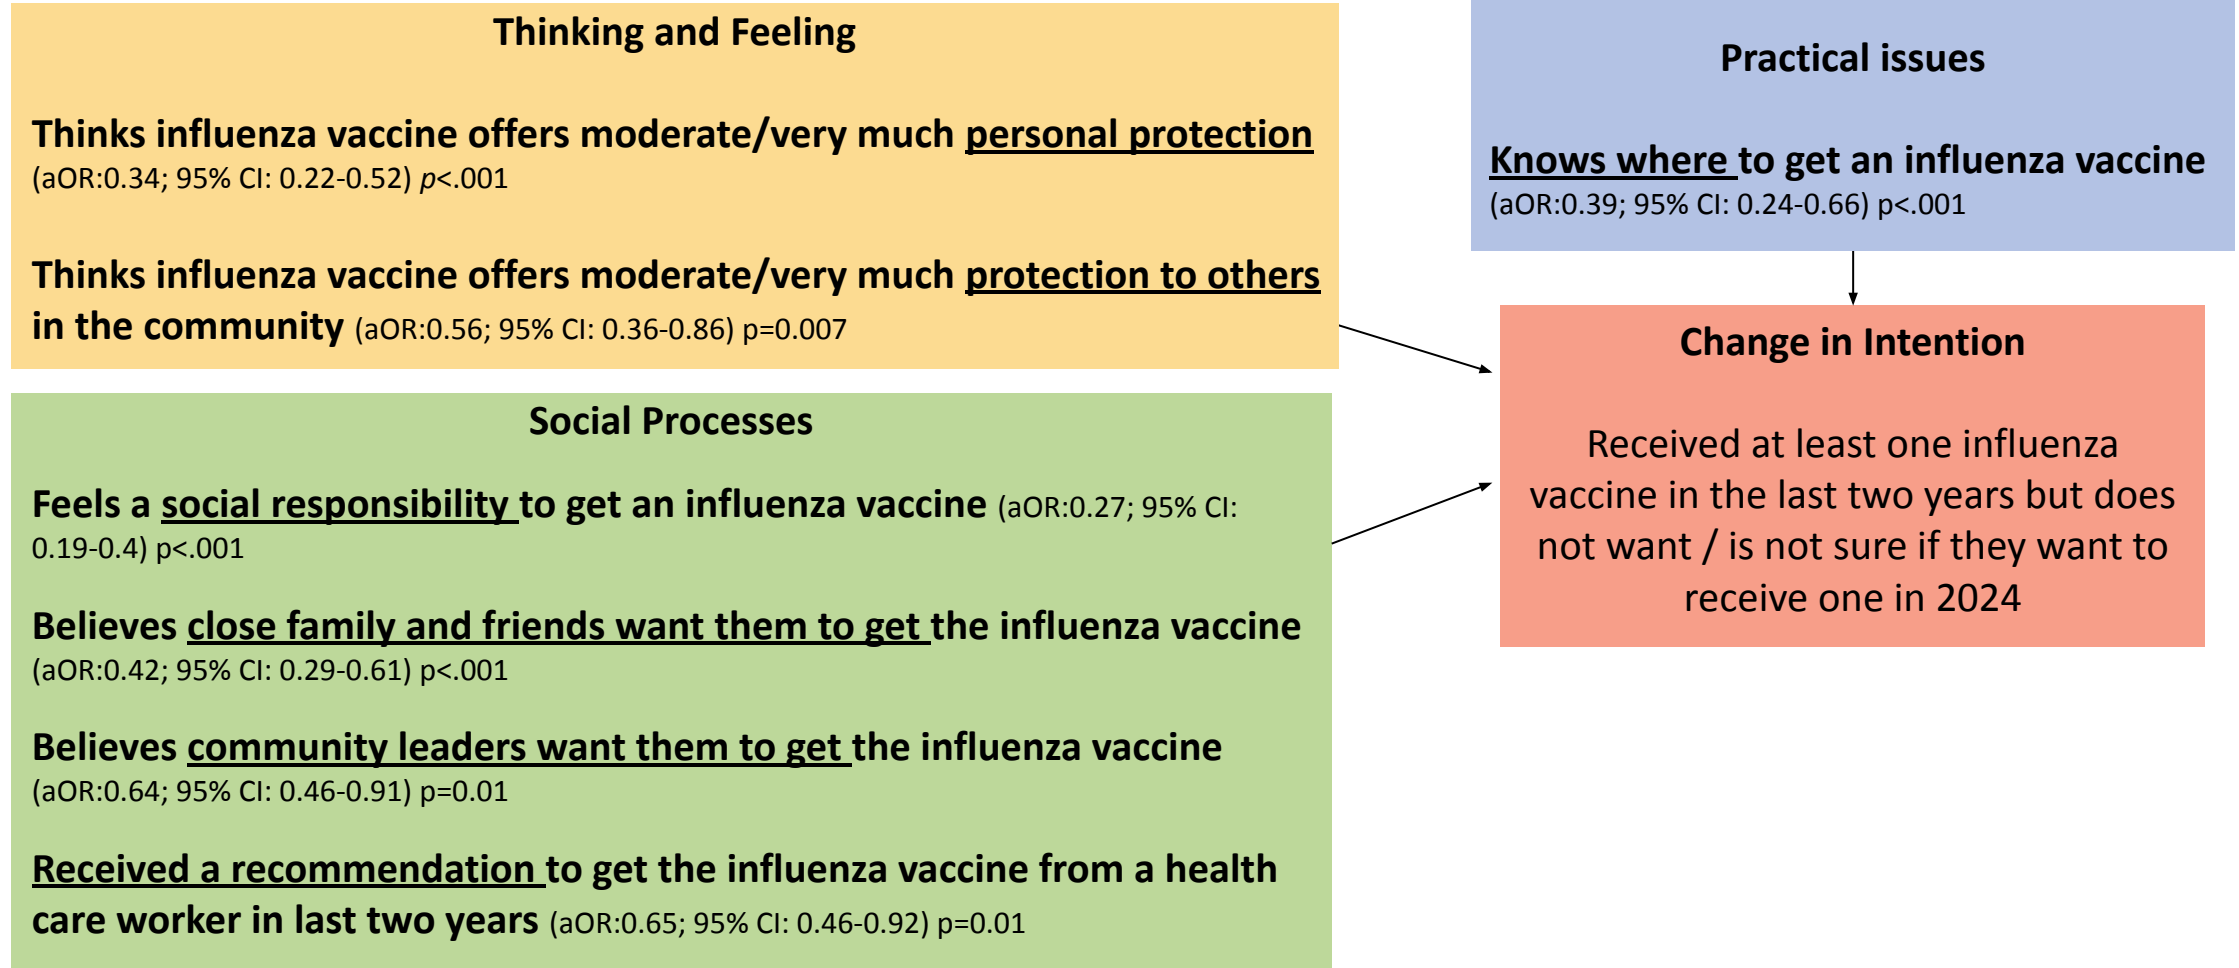 Thinking and Feeling
Thinks influenza vaccine offers moderate/very much personal protection
(aOR:0.34; 95% CI: 0.22-0.52) p<.001
Thinks influenza vaccine offers moderate/very much protection to others
in the community (aOR:0.56; 95% CI: 0.36-0.86) p=0.007
Social Processes
Feels a social responsibility to get an influenza vaccine (aOR:0.27; 95% CI:
0.19-0.4) p<.001
Believes close family and friends want them to get the influenza vaccine
(aOR:0.42; 95% CI: 0.29-0.61) p<.001
Believes community leaders want them to get the influenza vaccine
(aOR:0.64; 95% CI: 0.46-0.91) p=0.01
Received a recommendation to get the influenza vaccine from a health
care worker in last two years (aOR:0.65; 95% CI: 0.46-0.92) p=0.01
Practical issues
Knows where to get an influenza vaccine
(aOR:0.39; 95% CI: 0.24-0.66) p<.001
Change in Intention
Received at least one influenza
vaccine in the last two years but does
not want / is not sure if they want to
receive one in 2024